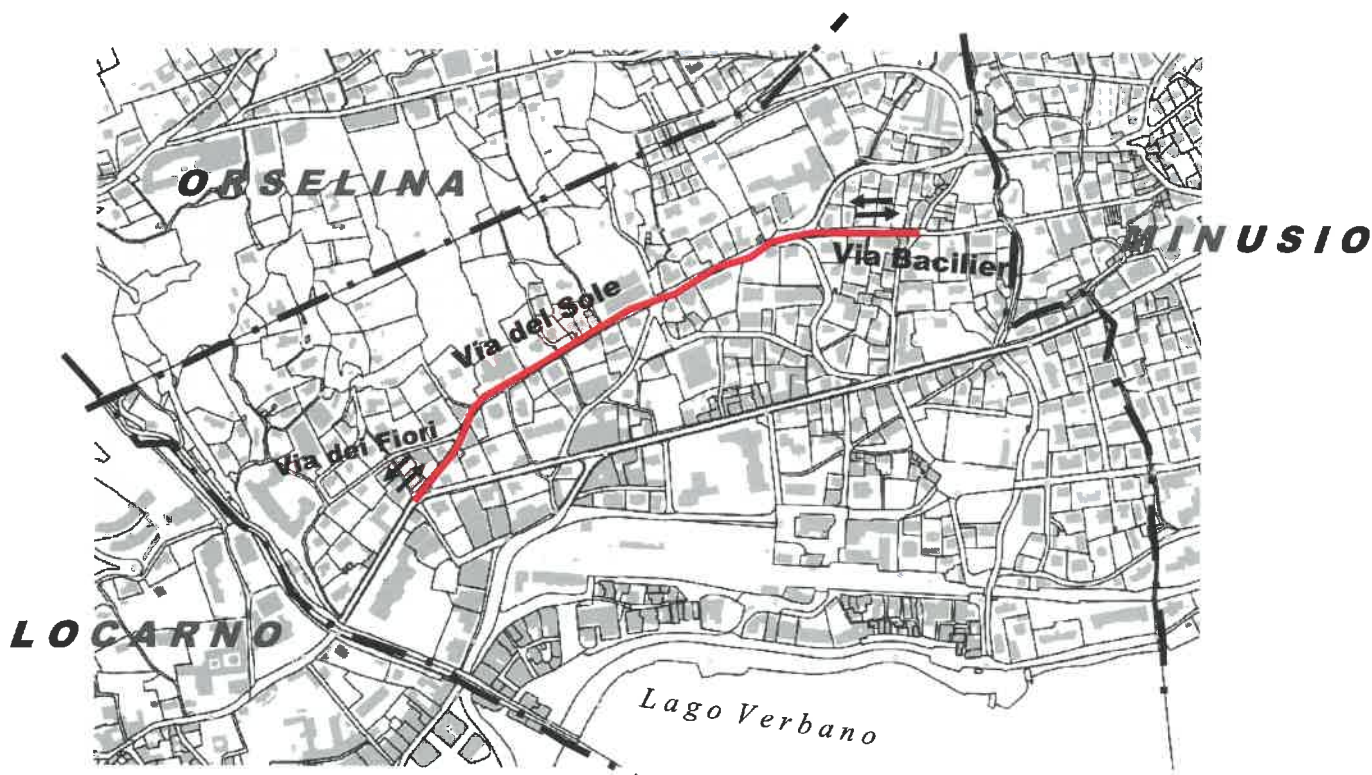 ORSELINA
MINUSIO
Via Bacilieri
Via del Sole
Via dei Fiori
LOCARNO
Lago Verbano